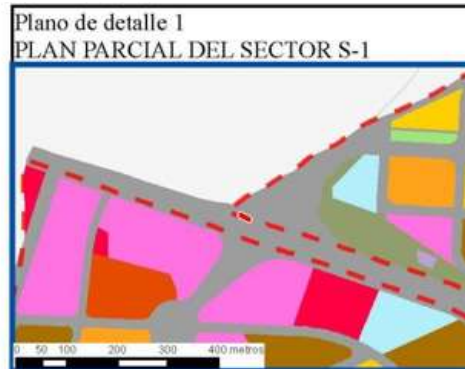 Plano de detalle 1
PLAN PARCIAL DEL SECTOR S-1
0 50 100 200 300 400 metros